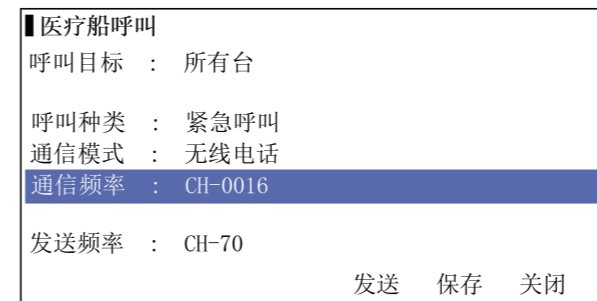 医疗船呼叫
呼叫目标 : 所有台
呼叫种类 : 紧急呼叫
通信模式 : 无线电话
通信频率 : CH-0016
发送频率 : CH-70
发送 保存 关闭